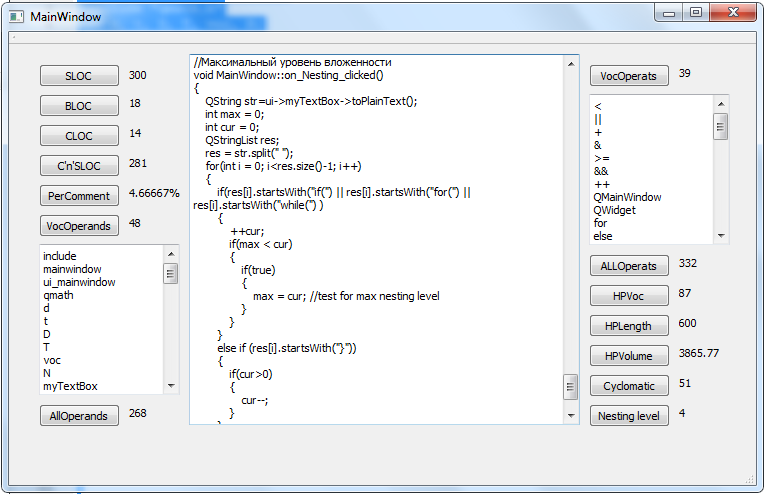 MainWindow
SLOC 300
BLOC 18
CLOC 14
C'n'SLOC 281
PerComment 4.66667%
VocOperands 48
include
mainwindow
ui_mainwindow
qmath
d
t
D
T
voc
N
myTextBox
AllOperands 268
//Максимальный уровень вложенности
void MainWindow::on_Nesting_clicked()
{
QString str=ui->myTextBox->toPlainText();
int max = 0;
int cur = 0;
QStringList res;
res = str.split(" ");
for(int i = 0; i<res.size()-1; i++)
{
if(res[i].startsWith("if(") || res[i].startsWith("for(") ||
res[i].startsWith("while(") )
{
++cur;
if(max < cur)
{
if(true)
{
max = cur; //test for max nesting level
}
}
}
else if (res[i].startsWith("}"))
{
if(cur>0)
{
cur--;
}
}
VocOperats 39
<
||
+
&
>=
&&
++
QMainWindow
QWidget
for
else
ALLOperats 332
HPVoc 87
HPLength 600
HPVolume 3865.77
Cyclomatic 51
Nesting level 4